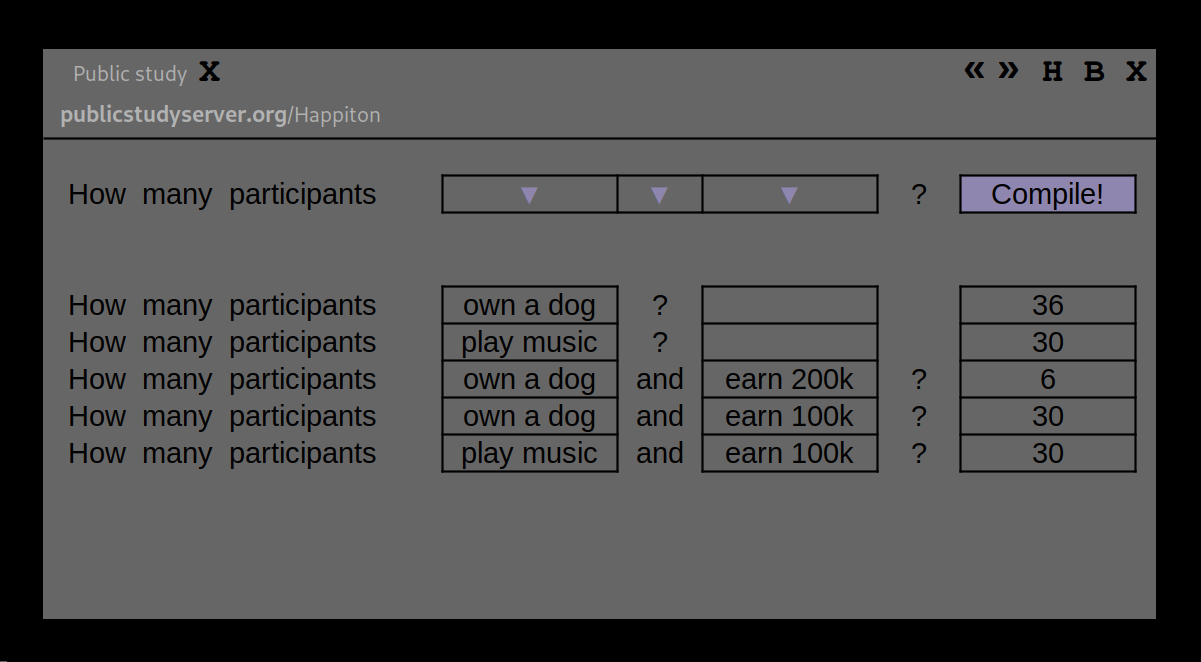 Public study X « » H B X
publicstudyserver.org/Happiton
How many participants ▼ ▼ ▼ ? Compile!
How many participants own a dog ? 36
How many participants play music ? 30
How many participants own a dog and earn 200k ? 6
How many participants own a dog and earn 100k ? 30
How many participants play music and earn 100k ? 30